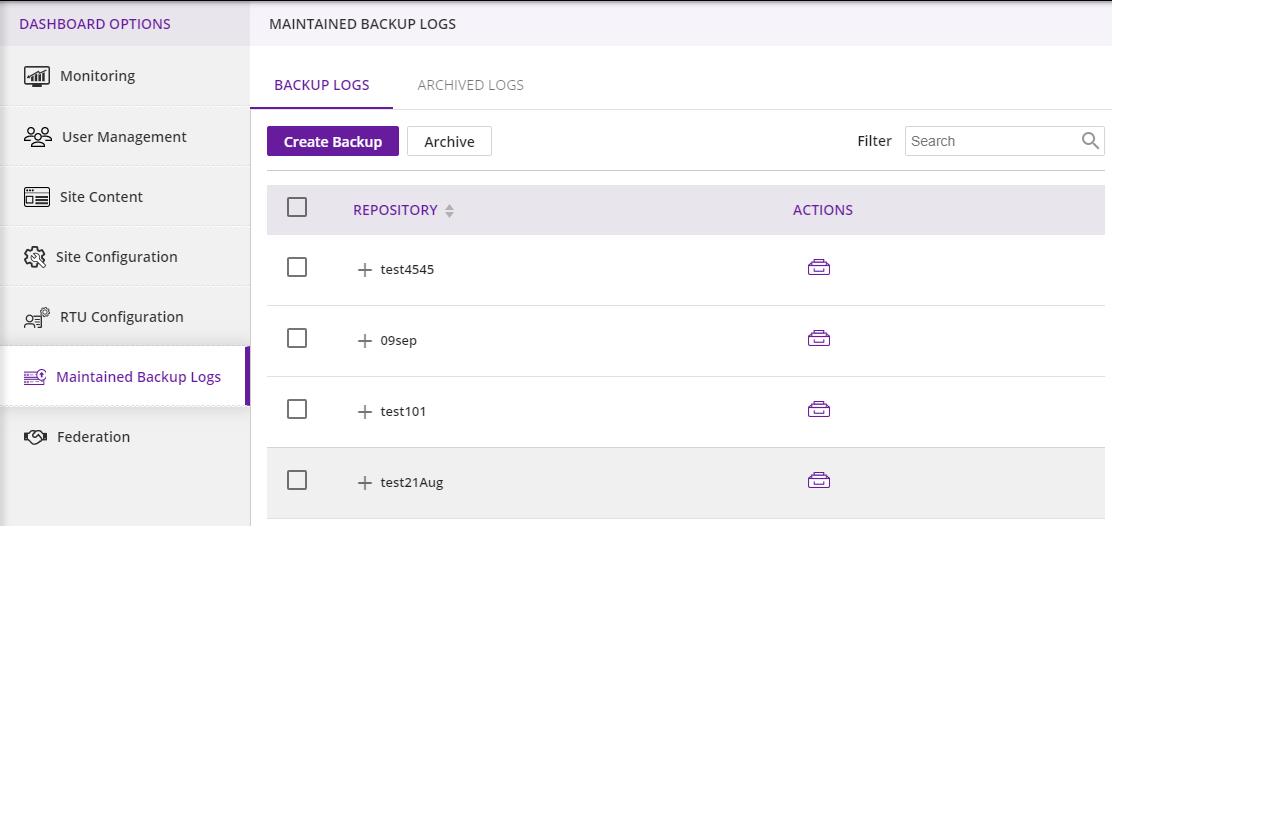 DASHBOARD OPTIONS
MAINTAINED BACKUP LOGS
Monitoring
User Management
Site Content
Site Configuration
RTU Configuration
Maintained Backup Logs
Federation
BACKUP LOGS
ARCHIVED LOGS
Create Backup
Archive
Filter
Search
REPOSITORY
ACTIONS
test4545
09sep
test101
test21Aug